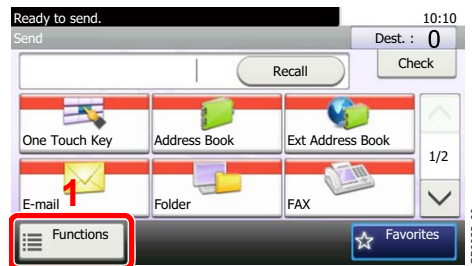 Ready to send.
10:10
Send
Dest. : 0
Recall
Check
One Touch Key
Address Book
Ext Address Book
1/2
E-mail
1
Folder
FAX
Functions
Favorites